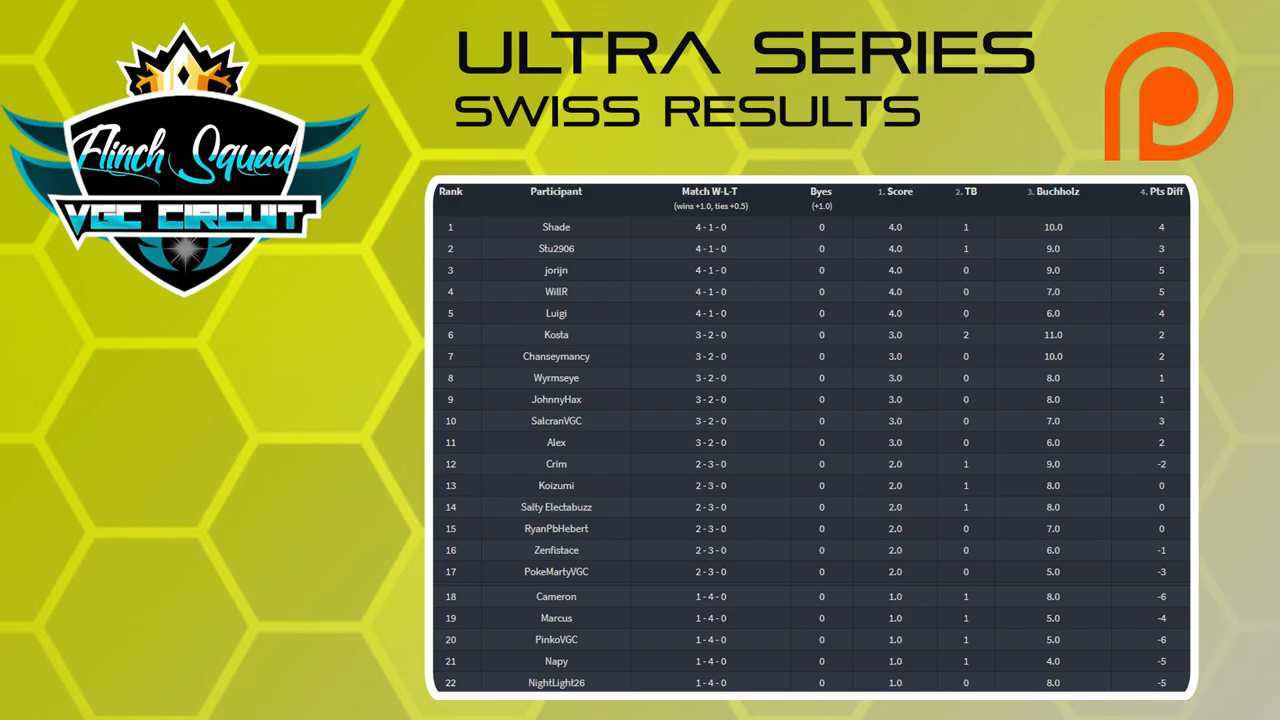 ULTRA SERIES
SWISS RESULTS
Flinch Squad
VGC CIRCUIT
Rank Participant Match W-L-T Byes 1. Score 2. TB 3. Buchholz 4. Pts Diff
(wins +1.0, ties +0.5) (+1.0)
1 Shade 4 - 1 - 0 0 4.0 1 10.0 4
2 Stu2906 4 - 1 - 0 0 4.0 1 9.0 3
3 jorijn 4 - 1 - 0 0 4.0 0 9.0 5
4 WillR 4 - 1 - 0 0 4.0 0 7.0 5
5 Luigi 4 - 1 - 0 0 4.0 0 6.0 4
6 Kosta 3 - 2 - 0 0 3.0 2 11.0 2
7 Chanseymancy 3 - 2 - 0 0 3.0 0 10.0 2
8 Wyrmseye 3 - 2 - 0 0 3.0 0 8.0 1
9 JohnnyHax 3 - 2 - 0 0 3.0 0 8.0 1
10 SalcranVGC 3 - 2 - 0 0 3.0 0 7.0 3
11 Alex 3 - 2 - 0 0 3.0 0 6.0 2
12 Crim 2 - 3 - 0 0 2.0 1 9.0 -2
13 Koizumi 2 - 3 - 0 0 2.0 1 8.0 0
14 Salty Electabuzz 2 - 3 - 0 0 2.0 1 8.0 0
15 RyanPbHebert 2 - 3 - 0 0 2.0 0 7.0 0
16 Zenfistace 2 - 3 - 0 0 2.0 0 6.0 -1
17 PokeMartyVGC 2 - 3 - 0 0 2.0 0 5.0 -3
18 Cameron 1 - 4 - 0 0 1.0 1 8.0 -6
19 Marcus 1 - 4 - 0 0 1.0 1 5.0 -4
20 PinkoVGC 1 - 4 - 0 0 1.0 1 5.0 -6
21 Napy 1 - 4 - 0 0 1.0 1 4.0 -5
22 NightLight26 1 - 4 - 0 0 1.0 0 8.0 -5